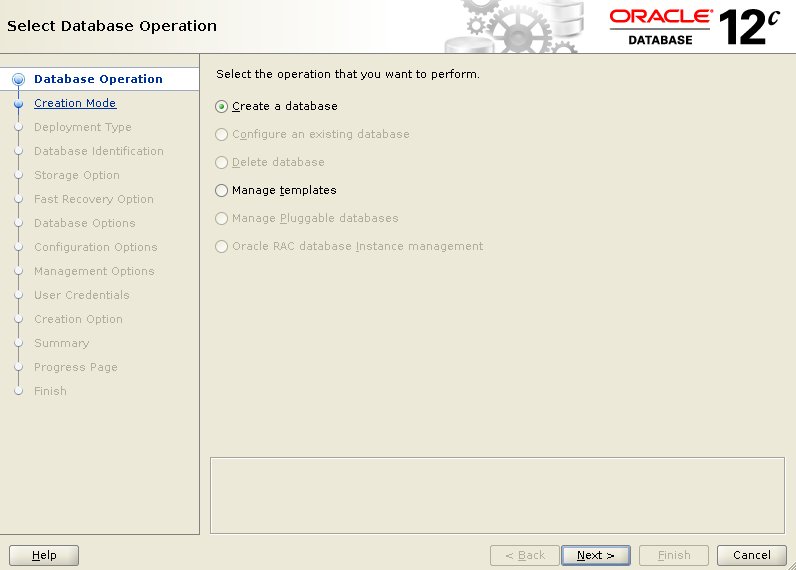 Select Database Operation
ORACLE®
DATABASE
12c
Database Operation
Creation Mode
Deployment Type
Database Identification
Storage Option
Fast Recovery Option
Database Options
Configuration Options
Management Options
User Credentials
Creation Option
Summary
Progress Page
Finish
Select the operation that you want to perform.
Create a database
Configure an existing database
Delete database
Manage templates
Manage Pluggable databases
Oracle RAC database Instance management
Help
< Back
Next >
Finish
Cancel